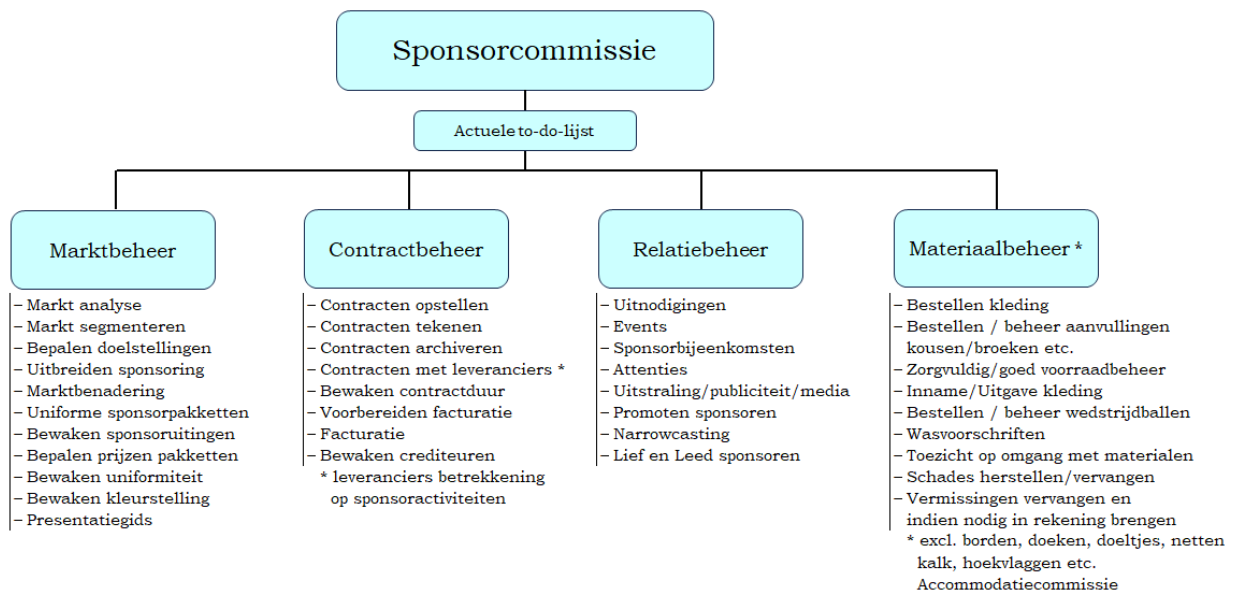 Sponsorcommissie
Actuele to-do-lijst
Marktbeheer
– Markt analyse
– Markt segmenteren
– Bepalen doelstellingen
– Uitbreiden sponsoring
– Marktbenadering
– Uniforme sponsorpakketten
– Bewaken sponsoruitingen
– Bepalen prijzen pakketten
– Bewaken uniformiteit
– Bewaken kleurstelling
– Presentatiegids
Contractbeheer
– Contracten opstellen
– Contracten tekenen
– Contracten archiveren
– Contracten met leveranciers *
– Bewaken contractduur
– Voorbereiden facturatie
– Facturatie
– Bewaken crediteuren
* leveranciers betrekkening
op sponsoractiviteiten
Relatiebeheer
– Uitnodigingen
– Events
– Sponsorbijeenkomsten
– Attenties
– Uitstraling/publiciteit/media
– Promoten sponsoren
– Narrowcasting
– Lief en Leed sponsoren
Materiaalbeheer *
– Bestellen kleding
– Bestellen / beheer aanvullingen
kousen/broeken etc.
– Zorgvuldig/goed voorraadbeheer
– Inname/Uitgave kleding
– Bestellen / beheer wedstrijdballen
– Wasvoorschriften
– Toezicht op omgang met materialen
– Schades herstellen/vervangen
– Vermissingen vervangen en
indien nodig in rekening brengen
* excl. borden, doeken, doeltjes, netten
kalk, hoekvlaggen etc.
Accommodatiecommissie